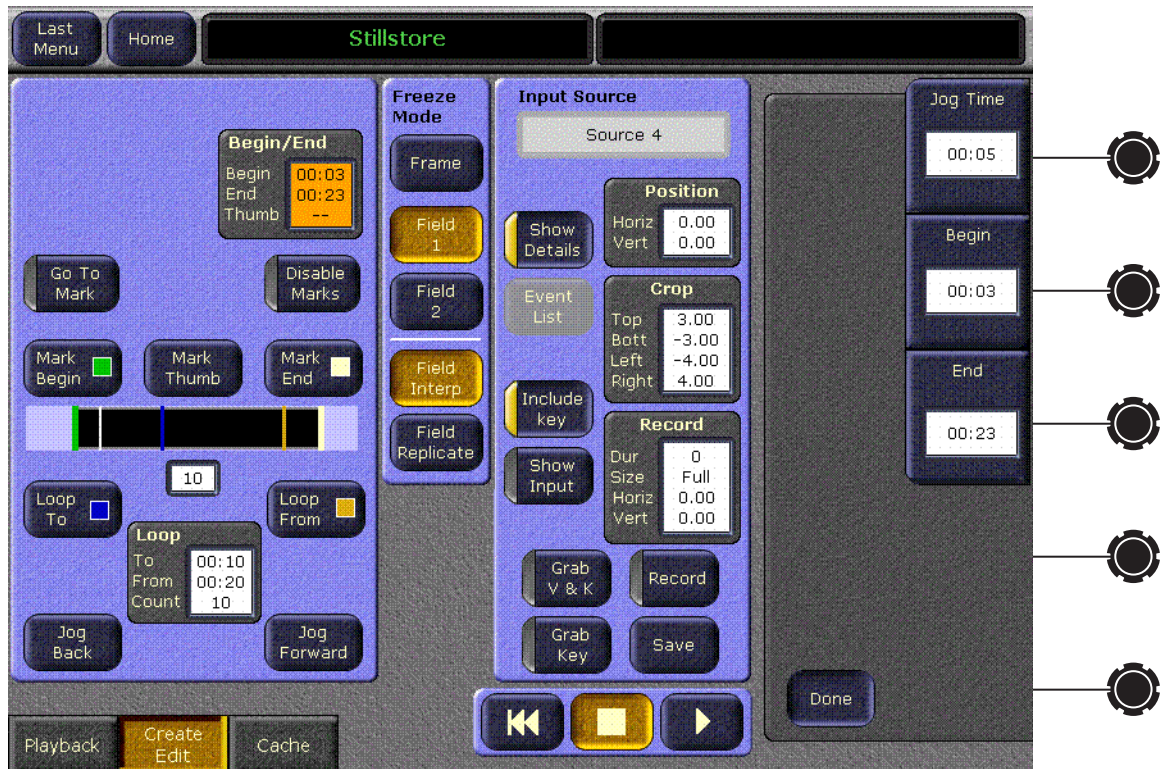 Last
Menu
Home
Stillstore
Begin/End
Begin 00:03
End 00:23
Thumb --
Go To
Mark
Disable
Marks
Mark
Begin
Mark
Thumb
Mark
End
10
Loop
To
Loop
From
Loop
To 00:10
From 00:20
Count 10
Jog
Back
Jog
Forward
Freeze
Mode
Frame
Field
1
Field
2
Field
Interp
Field
Replicate
Input Source
Source 4
Show
Details
Event
List
Include
key
Show
Input
Position
Horiz 0.00
Vert 0.00
Crop
Top 3.00
Bott -3.00
Left -4.00
Right 4.00
Record
Dur 0
Size Full
Horiz 0.00
Vert 0.00
Grab
V & K
Record
Grab
Key
Save
Jog Time
00:05
Begin
00:03
End
00:23
Done
Playback
Create
Edit
Cache